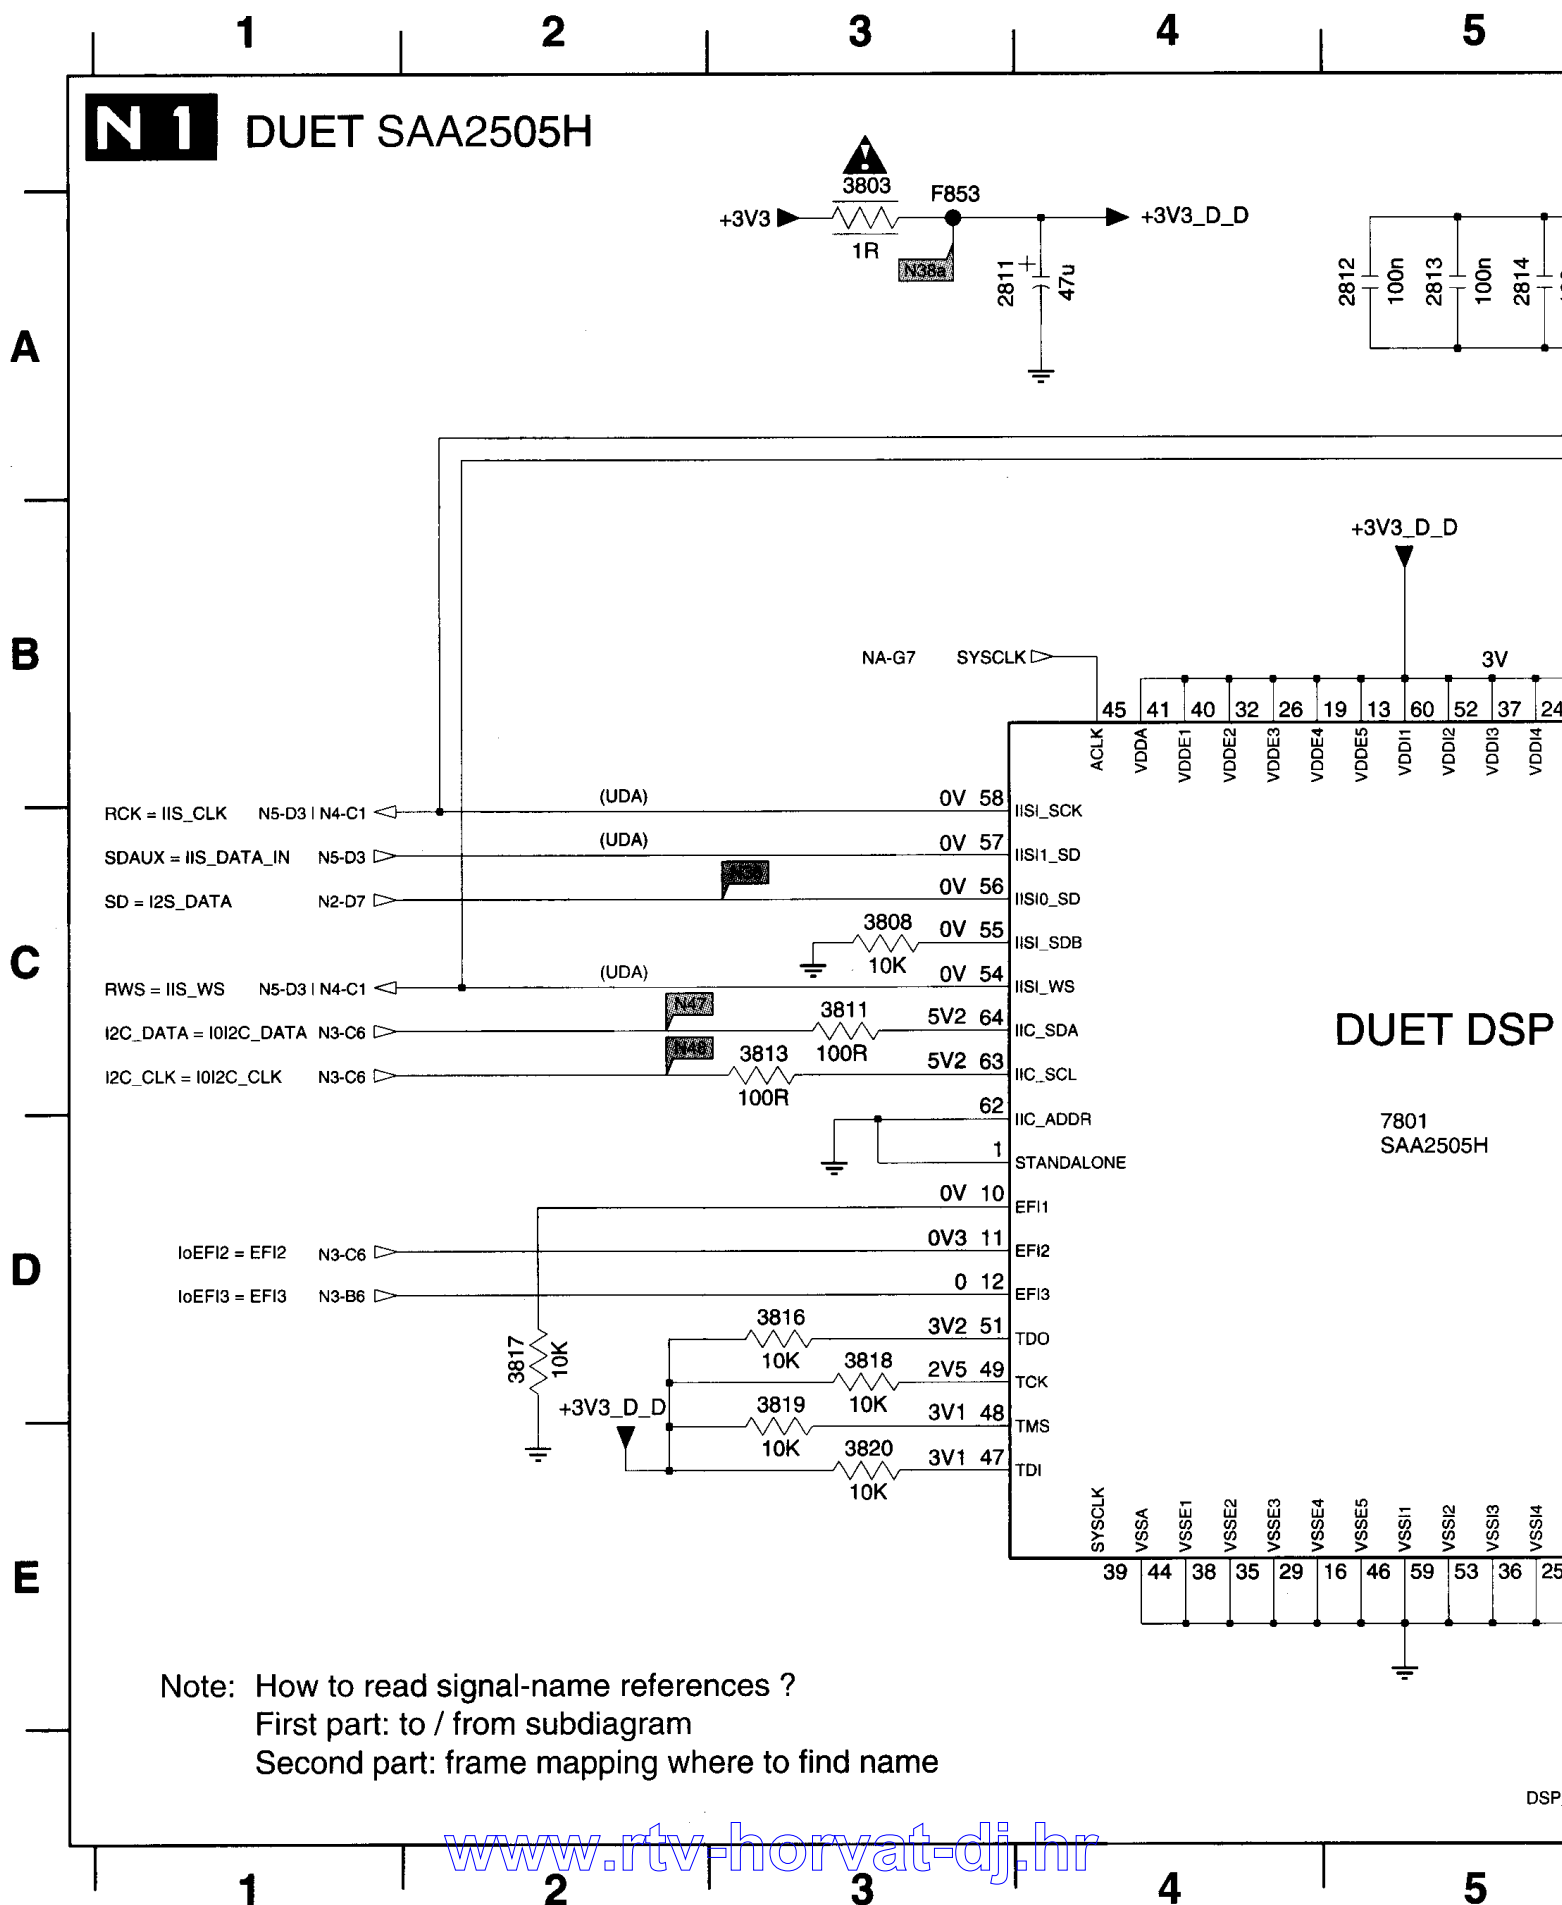 1 2 3 4 5
N 1 DUET SAA2505H
3803
F853
+3V3
+3V3_D_D
1R
N38a
2811
47u
2812
100n
2813
100n
2814
A
+3V3_D_D
B
NA-G7 SYSCLK
3V
45 41 40 32 26 19 13 60 52 37 24
ACLK VDDA VDDE1 VDDE2 VDDE3 VDDE4 VDDE5 VDDI1 VDDI2 VDDI3 VDDI4
RCK = IIS_CLK N5-D3 I N4-C1 (UDA) 0V 58 IISI_SCK
SDAUX = IIS_DATA_IN N5-D3 (UDA) 0V 57 IISI1_SD
SD = I2S_DATA N2-D7 0V 56 IISI0_SD
3808
0V 55 IISI_SDB
10K
C
RWS = IIS_WS N5-D3 I N4-C1 (UDA) 0V 54 IISI_WS
N47
3811
I2C_DATA = I0I2C_DATA N3-C6 5V2 64 IIC_SDA
100R
3813
I2C_CLK = I0I2C_CLK N3-C6 5V2 63 IIC_SCL
100R
DUET DSP
7801
SAA2505H
62 IIC_ADDR
1 STANDALONE
0V 10 EFI1
D
IoEFI2 = EFI2 N3-C6 0V3 11 EFI2
IoEFI3 = EFI3 N3-B6 0 12 EFI3
3816
3V2 51 TDO
10K
3817
10K
3818
2V5 49 TCK
10K
+3V3_D_D
3819
3V1 48 TMS
10K
3820
3V1 47 TDI
10K
SYSCLK VSSA VSSE1 VSSE2 VSSE3 VSSE4 VSSE5 VSSI1 VSSI2 VSSI3 VSSI4
E
39 44 38 35 29 16 46 59 53 36 25
Note: How to read signal-name references ?
First part: to / from subdiagram
Second part: frame mapping where to find name
DSP
www.rtv-horvat-dj.hr
1 2 3 4 5